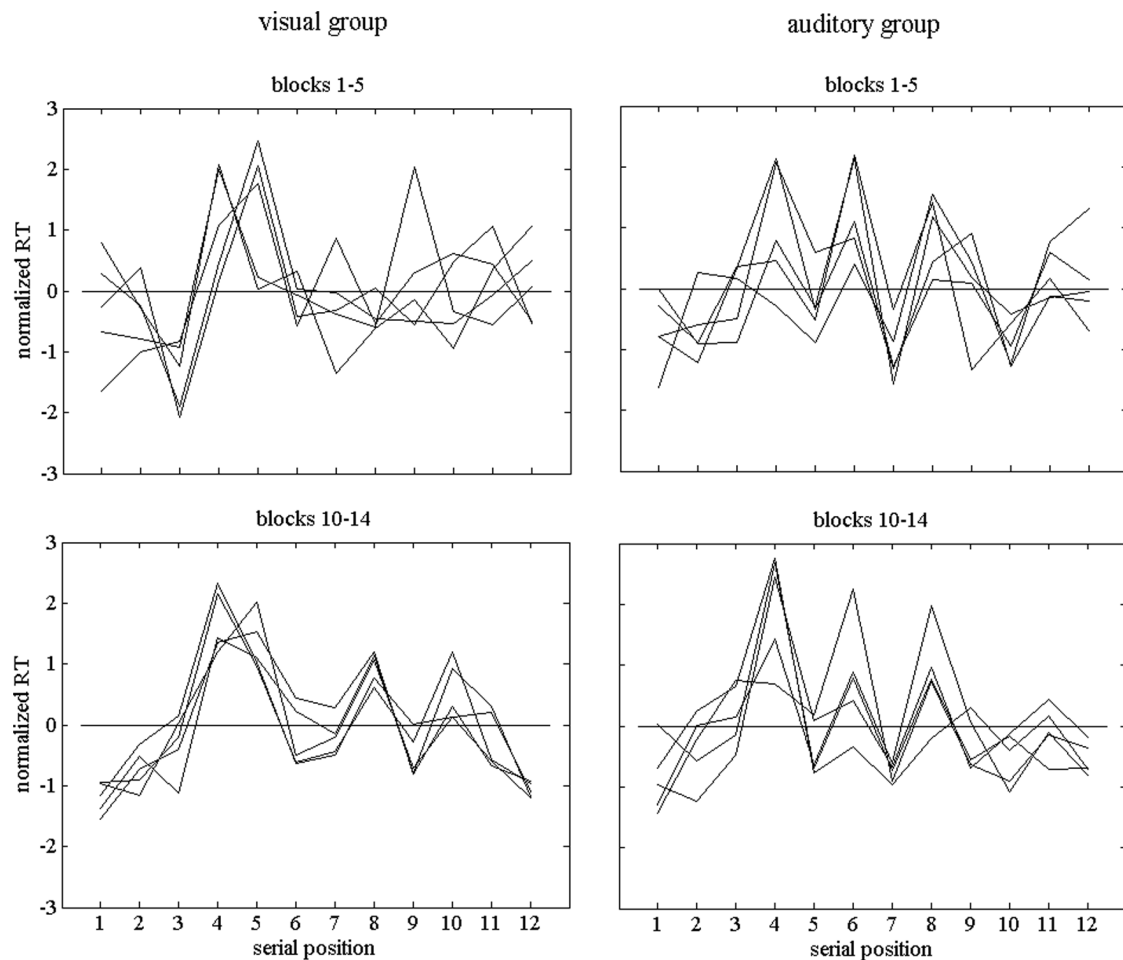 visual group
auditory group
blocks 1-5
blocks 1-5
normalized RT
3
2
1
0
-1
-2
-3
blocks 10-14
blocks 10-14
normalized RT
3
2
1
0
-1
-2
-3
1 2 3 4 5 6 7 8 9 10 11 12
serial position
1 2 3 4 5 6 7 8 9 10 11 12
serial position